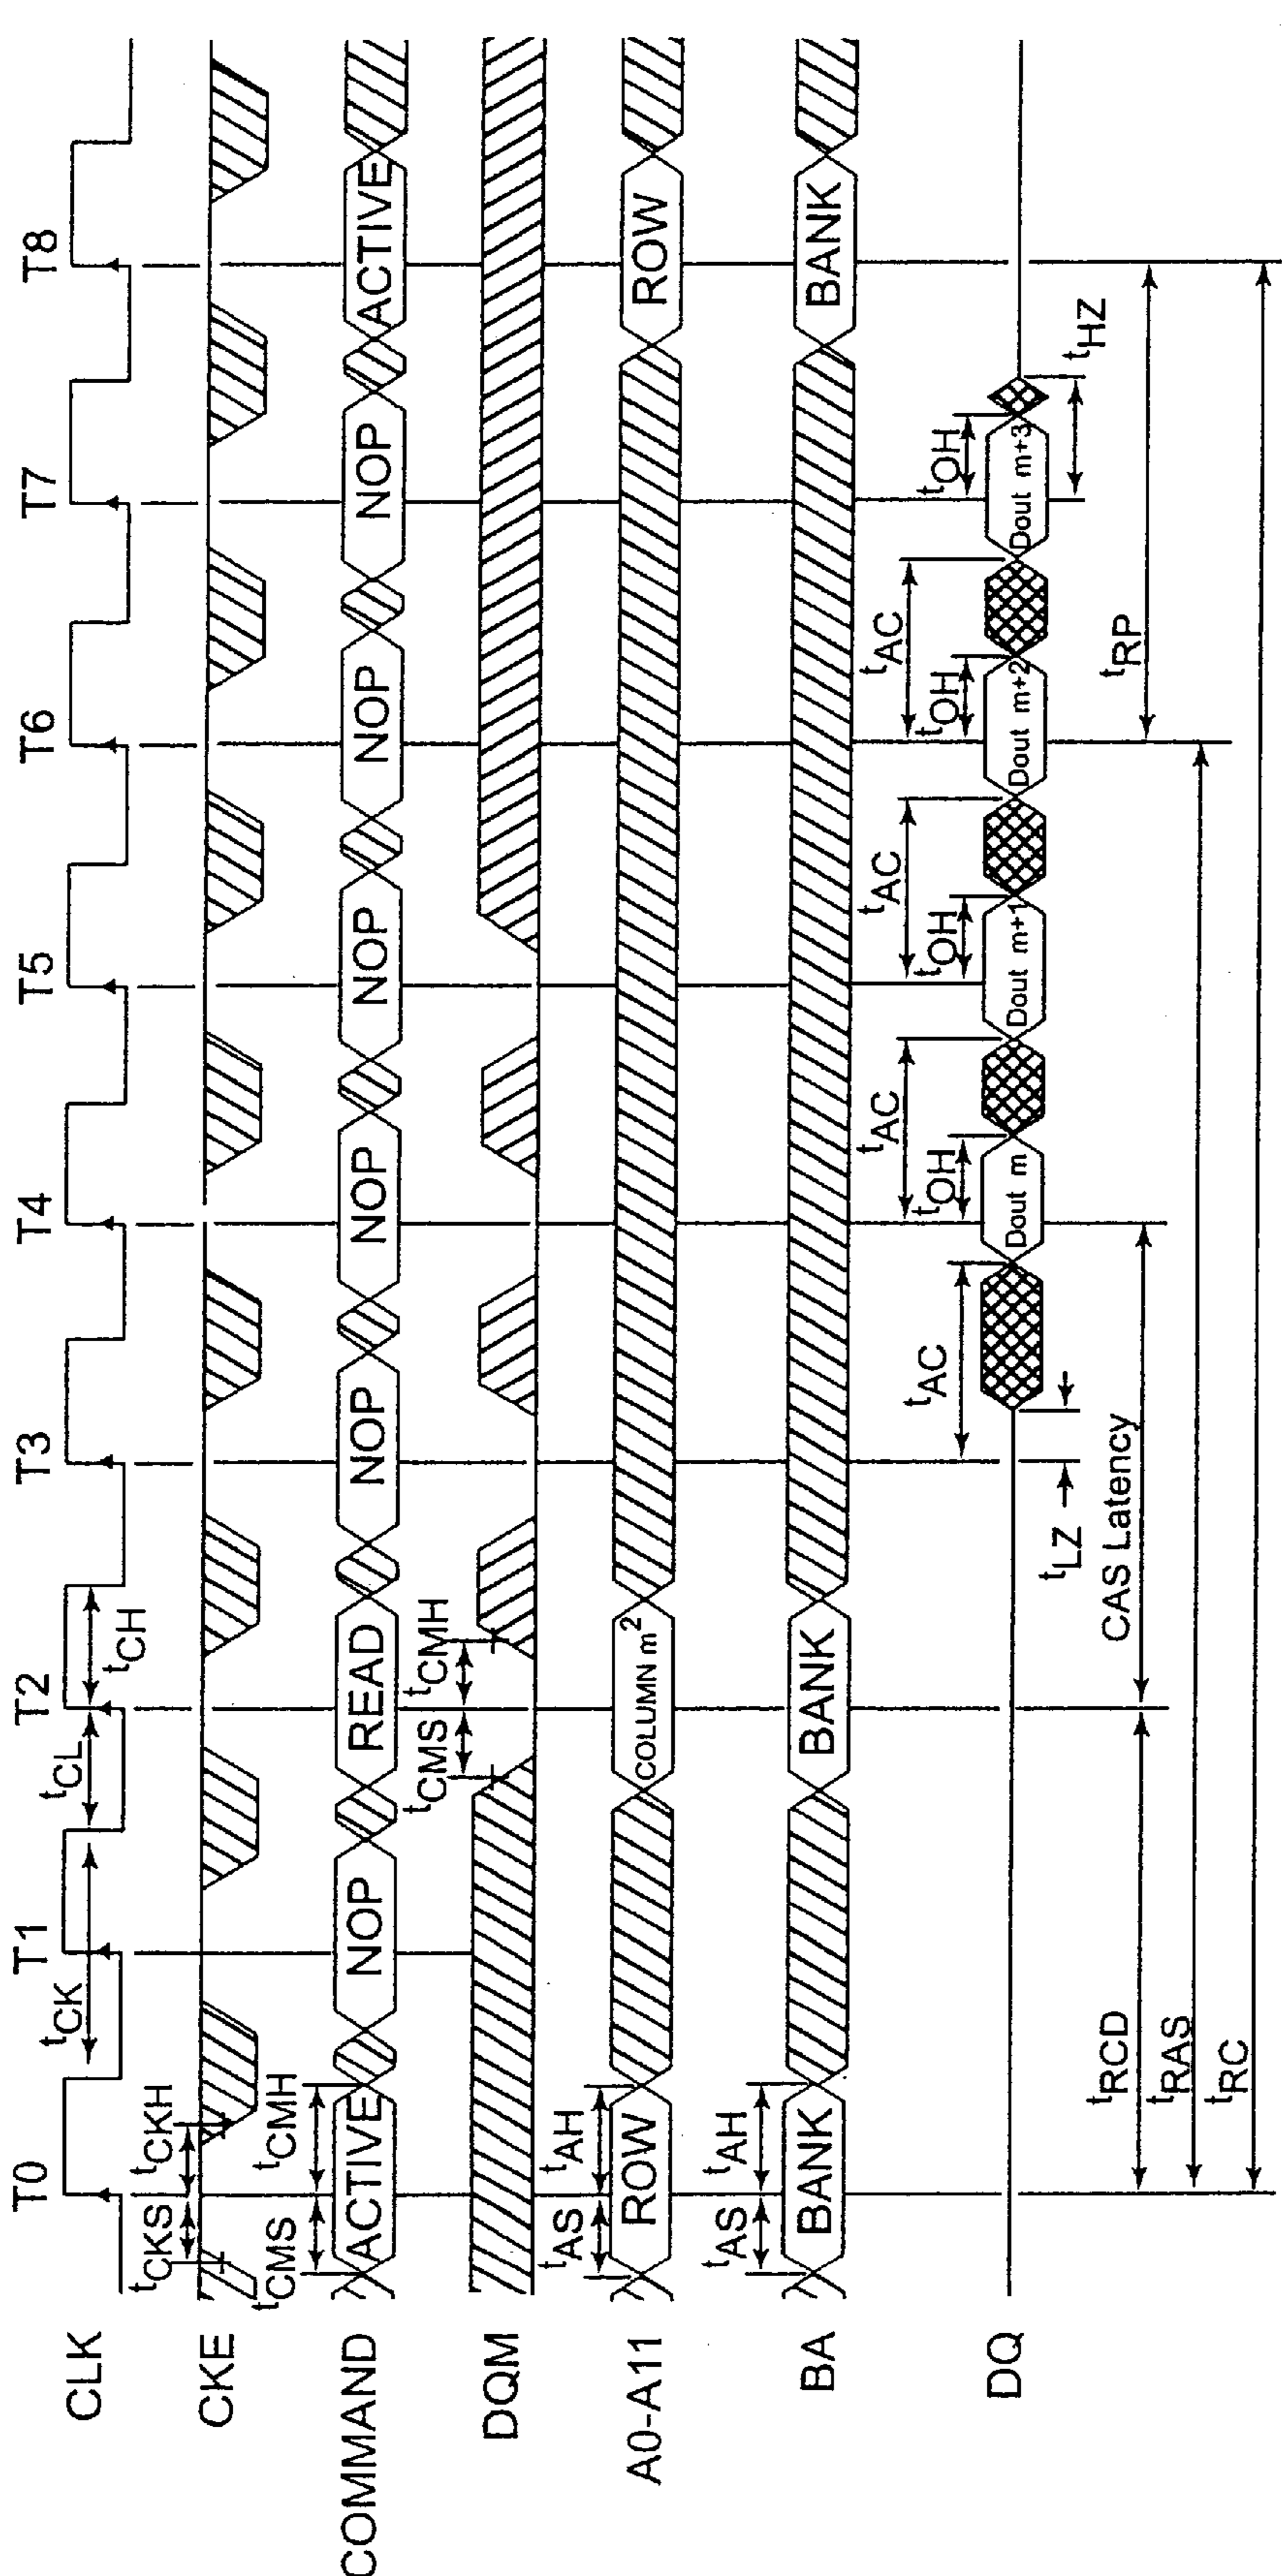 T0 T1 T2 T3 T4 T5 T6 T7 T8
CLK
tCK tCL tCH
CKE
tCKS tCKH
tCMS tCMH
COMMAND
ACTIVE NOP READ NOP NOP NOP NOP NOP ACTIVE
tCMS tCMH
DQM
tAS tAH
A0-A11
ROW COLUMN m2 ROW
tAS tAH
BA
BANK BANK BANK
tAC tAC tAC tAC
tOH tOH tOH tOH
DQ
Dout m Dout m+1 Dout m+2 Dout m+3
tLZ tHZ
tRCD CAS Latency tRP
tRAS
tRC